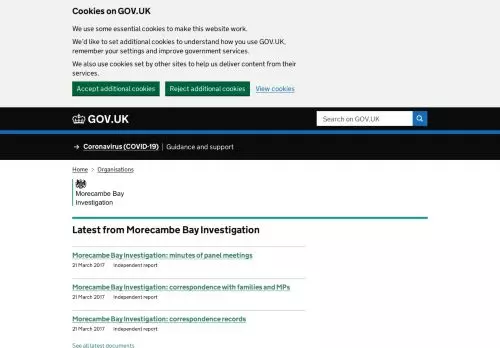 Cookies on GOV.UK
We use some essential cookies to make this website work.
We'd like to set additional cookies to understand how you use GOV.UK,
remember your settings and improve government services.
We also use cookies set by other sites to help us deliver content from their
services.
Accept additional cookies Reject additional cookies View cookies
GOV.UK Search on GOV.UK
→ Coronavirus (COVID-19) | Guidance and support
Home > Organisations
Morecambe Bay
Investigation
Latest from Morecambe Bay Investigation
Morecambe Bay Investigation: minutes of panel meetings
21 March 2017 Independent report
Morecambe Bay Investigation: correspondence with families and MPs
21 March 2017 Independent report
Morecambe Bay Investigation: correspondence records
21 March 2017 Independent report
See all latest documents